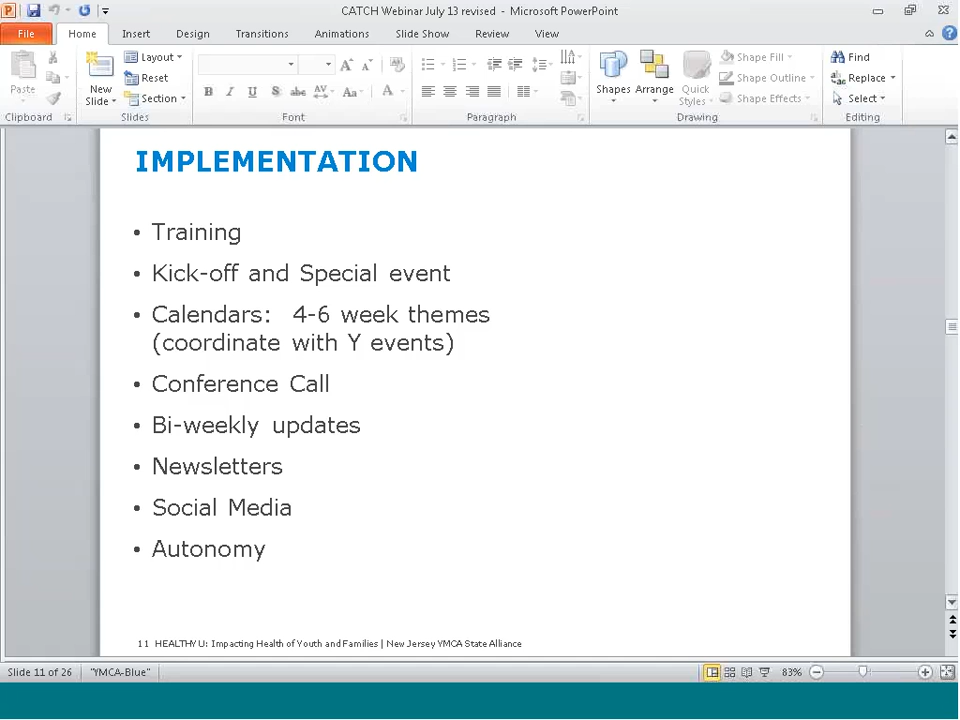 CATCH Webinar July 13 revised - Microsoft PowerPoint
File Home Insert Design Transitions Animations Slide Show Review View
Paste
New
Slide
Layout
Reset
Section
B I U S abc AV Aa A
Shapes Arrange Quick
Styles
Shape Fill
Shape Outline
Shape Effects
Find
Replace
Select
Clipboard Slides Font Paragraph Drawing Editing
IMPLEMENTATION
• Training
• Kick-off and Special event
• Calendars: 4-6 week themes
(coordinate with Y events)
• Conference Call
• Bi-weekly updates
• Newsletters
• Social Media
• Autonomy
11 HEALTHY U: Impacting Health of Youth and Families | New Jersey YMCA State Alliance
Slide 11 of 26 "YMCA-Blue" 83%